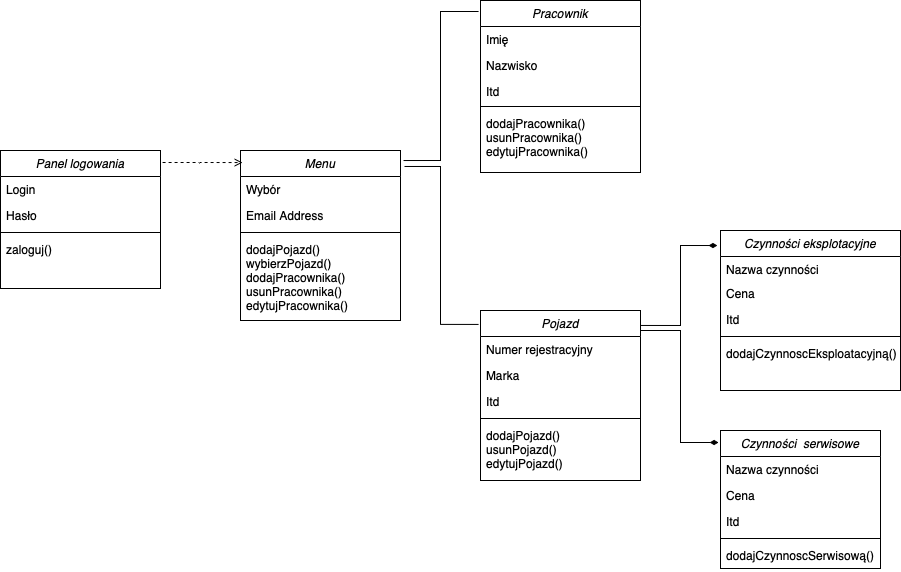 Pracownik
Imię
Nazwisko
Itd
dodajPracownika()
usunPracownika()
edytujPracownika()
Panel logowania
Login
Hasło
zaloguj()
Menu
Wybór
Email Address
dodajPojazd()
wybierzPojazd()
dodajPracownika()
usunPracownika()
edytujPracownika()
Pojazd
Numer rejestracyjny
Marka
Itd
dodajPojazd()
usunPojazd()
edytujPojazd()
Czynności eksplotacyjne
Nazwa czynności
Cena
Itd
dodajCzynnoscEksploatacyjną()
Czynności serwisowe
Nazwa czynności
Cena
Itd
dodajCzynnoscSerwisową()